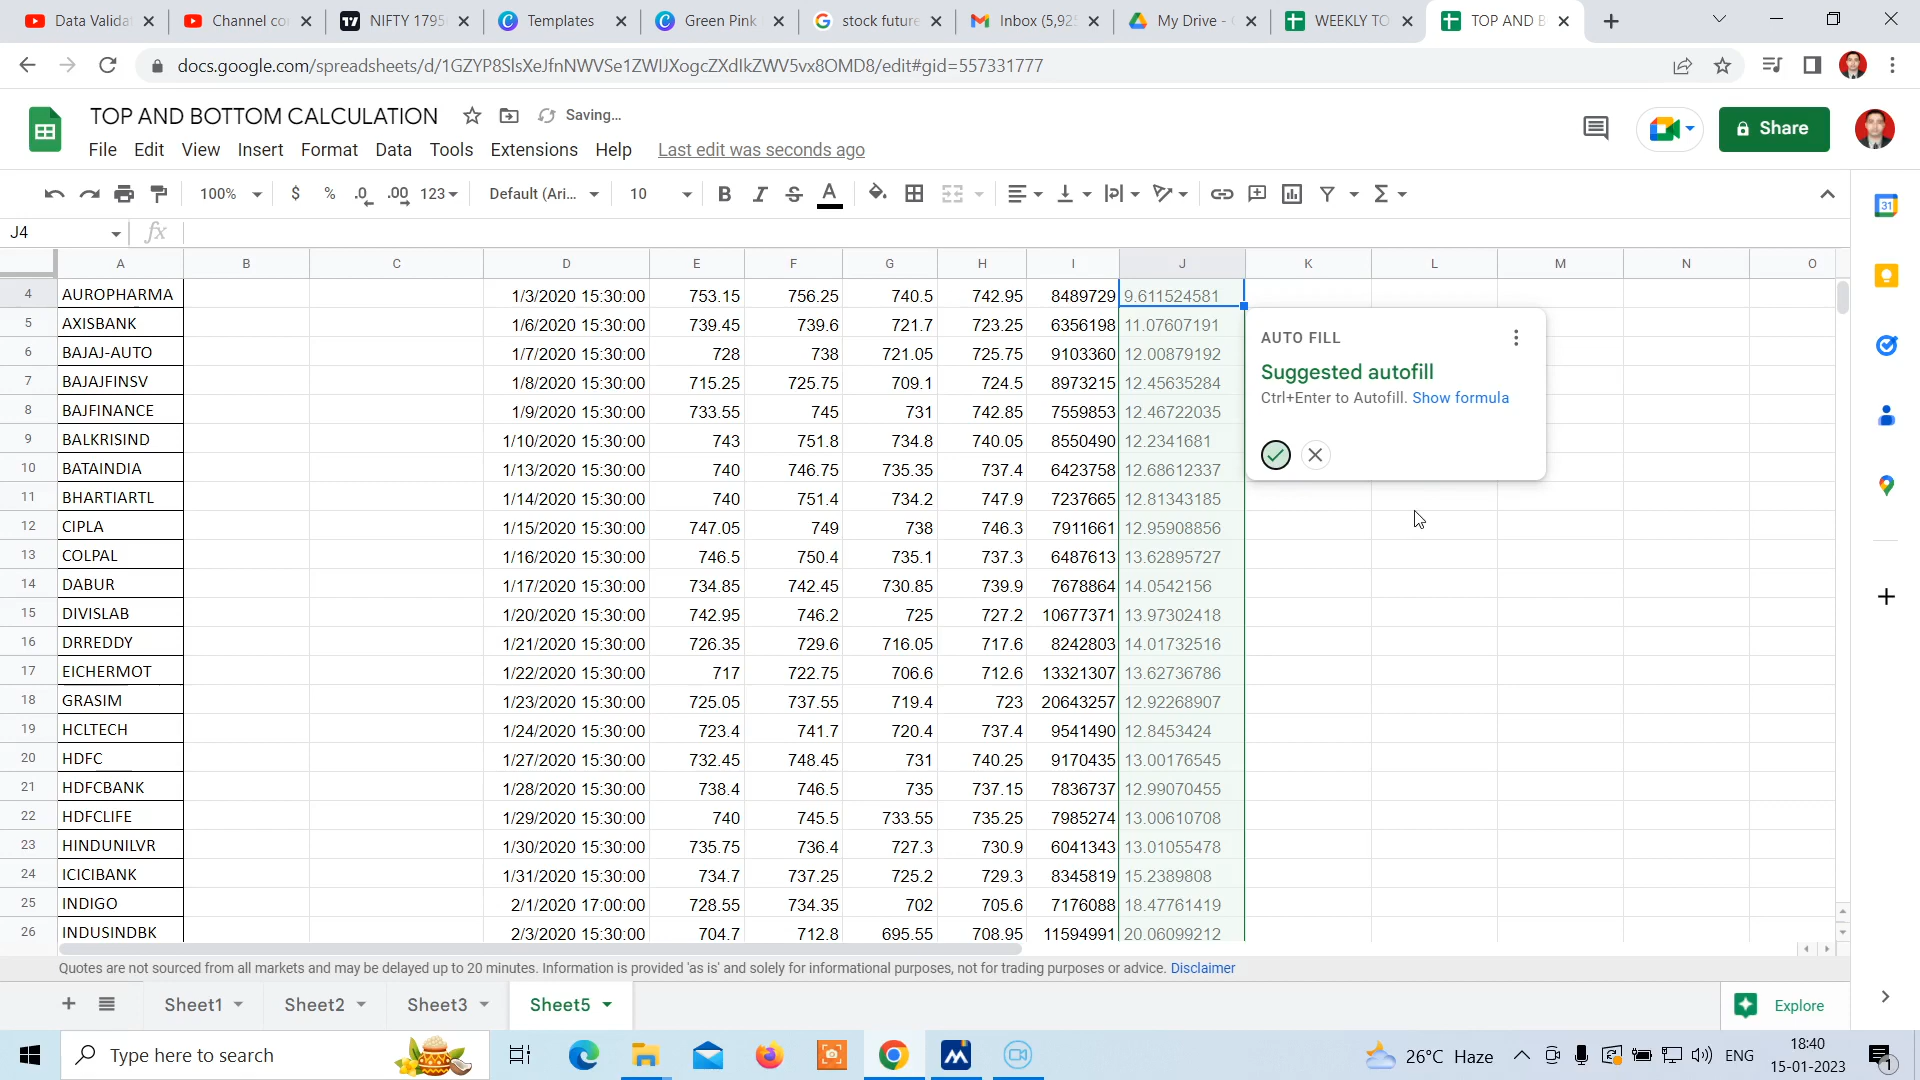 Data Valida
Channel co
NIFTY 1795
Templates
Green Pink
stock future
Inbox (5,92
My Drive -
WEEKLY TO
TOP AND B
docs.google.com/spreadsheets/d/1GZYP8SlsXeJfnNWVSe1ZWIJXogcZXdlkZWV5vx8OMD8/edit#gid=557331777
TOP AND BOTTOM CALCULATION Saving...
File Edit View Insert Format Data Tools Extensions Help Last edit was seconds ago
Share
100% $ % .0 .00 123 Default (Ari... 10 B I S A
J4 fx
A B C D E F G H I J K L M N O
4 AUROPHARMA 1/3/2020 15:30:00 753.15 756.25 740.5 742.95 8489729 9.611524581
5 AXISBANK 1/6/2020 15:30:00 739.45 739.6 721.7 723.25 6356198 11.07607191
6 BAJAJ-AUTO 1/7/2020 15:30:00 728 738 721.05 725.75 9103360 12.00879192
7 BAJAJFINSV 1/8/2020 15:30:00 715.25 725.75 709.1 724.5 8973215 12.45635284
8 BAJFINANCE 1/9/2020 15:30:00 733.55 745 731 742.85 7559853 12.46722035
9 BALKRISIND 1/10/2020 15:30:00 743 751.8 734.8 740.05 8550490 12.2341681
10 BATAINDIA 1/13/2020 15:30:00 740 746.75 735.35 737.4 6423758 12.68612337
11 BHARTIARTL 1/14/2020 15:30:00 740 751.4 734.2 747.9 7237665 12.81343185
12 CIPLA 1/15/2020 15:30:00 747.05 749 738 746.3 7911661 12.95908856
13 COLPAL 1/16/2020 15:30:00 746.5 750.4 735.1 737.3 6487613 13.62895727
14 DABUR 1/17/2020 15:30:00 734.85 742.45 730.85 739.9 7678864 14.0542156
15 DIVISLAB 1/20/2020 15:30:00 742.95 746.2 725 727.2 10677371 13.97302418
16 DRREDDY 1/21/2020 15:30:00 726.35 729.6 716.05 717.6 8242803 14.01732516
17 EICHERMOT 1/22/2020 15:30:00 717 722.75 706.6 712.6 13321307 13.62736786
18 GRASIM 1/23/2020 15:30:00 725.05 737.55 719.4 723 20643257 12.92268907
19 HCLTECH 1/24/2020 15:30:00 723.4 741.7 720.4 737.4 9541490 12.8453424
20 HDFC 1/27/2020 15:30:00 732.45 748.45 731 740.25 9170435 13.00176545
21 HDFCBANK 1/28/2020 15:30:00 738.4 746.5 735 737.15 7836737 12.99070455
22 HDFCLIFE 1/29/2020 15:30:00 740 745.5 733.55 735.25 7985274 13.00610708
23 HINDUNILVR 1/30/2020 15:30:00 735.75 736.4 727.3 730.9 6041343 13.01055478
24 ICICIBANK 1/31/2020 15:30:00 734.7 737.25 725.2 729.3 8345819 15.2389808
25 INDIGO 2/1/2020 17:00:00 728.55 734.35 702 705.6 7176088 18.47761419
26 INDUSINDBK 2/3/2020 15:30:00 704.7 712.8 695.55 708.95 11594991 20.06099212
AUTO FILL
Suggested autofill
Ctrl+Enter to Autofill. Show formula
Quotes are not sourced from all markets and may be delayed up to 20 minutes. Information is provided 'as is' and solely for informational purposes, not for trading purposes or advice. Disclaimer
Sheet1 Sheet2 Sheet3 Sheet5
Explore
Type here to search
26°C Haze
ENG
18:40
15-01-2023
1
31